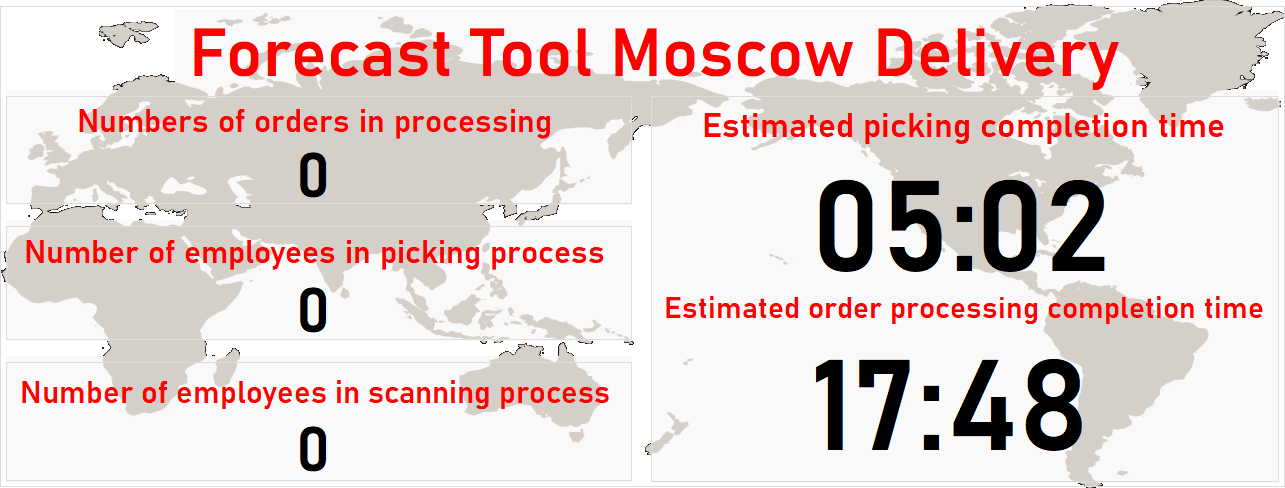 Forecast Tool Moscow Delivery
Numbers of orders in processing
0
Number of employees in picking process
0
Number of employees in scanning process
0
Estimated picking completion time
05:02
Estimated order processing completion time
17:48